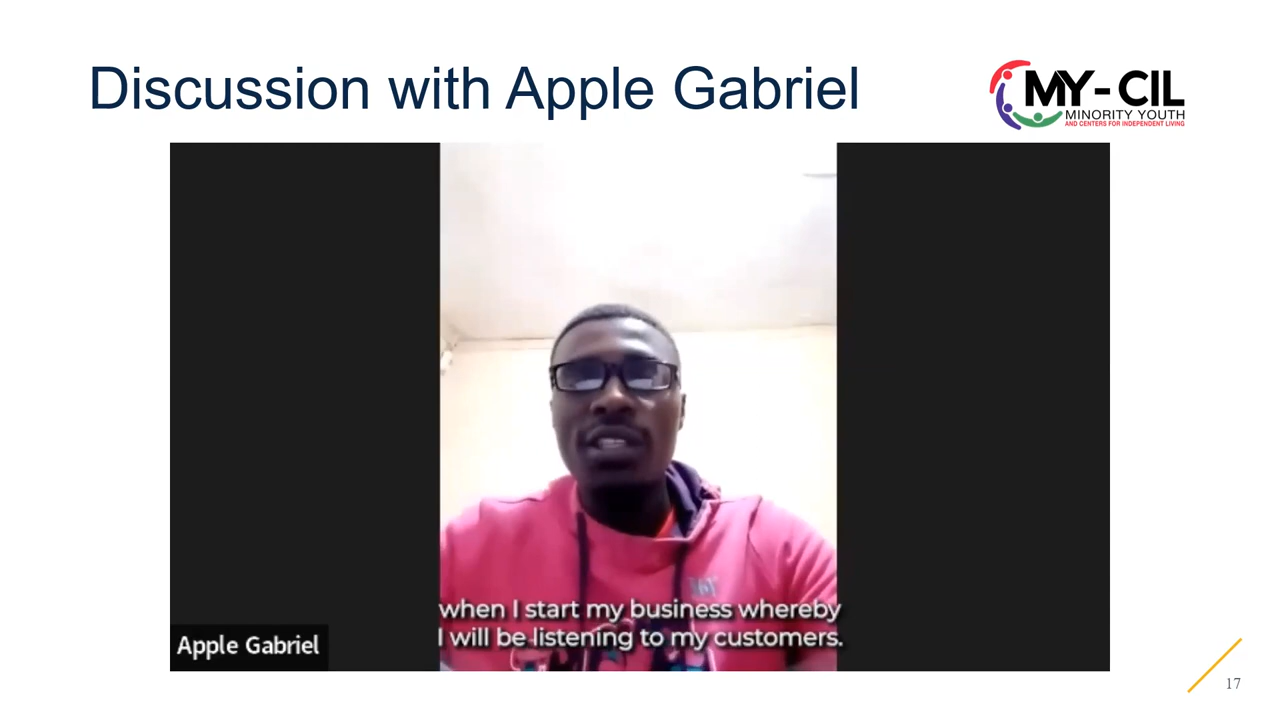 Discussion with Apple Gabriel
MY-CIL
MINORITY YOUTH
AND CENTERS FOR INDEPENDENT LIVING
when I start my business whereby
I will be listening to my customers.
Apple Gabriel
17